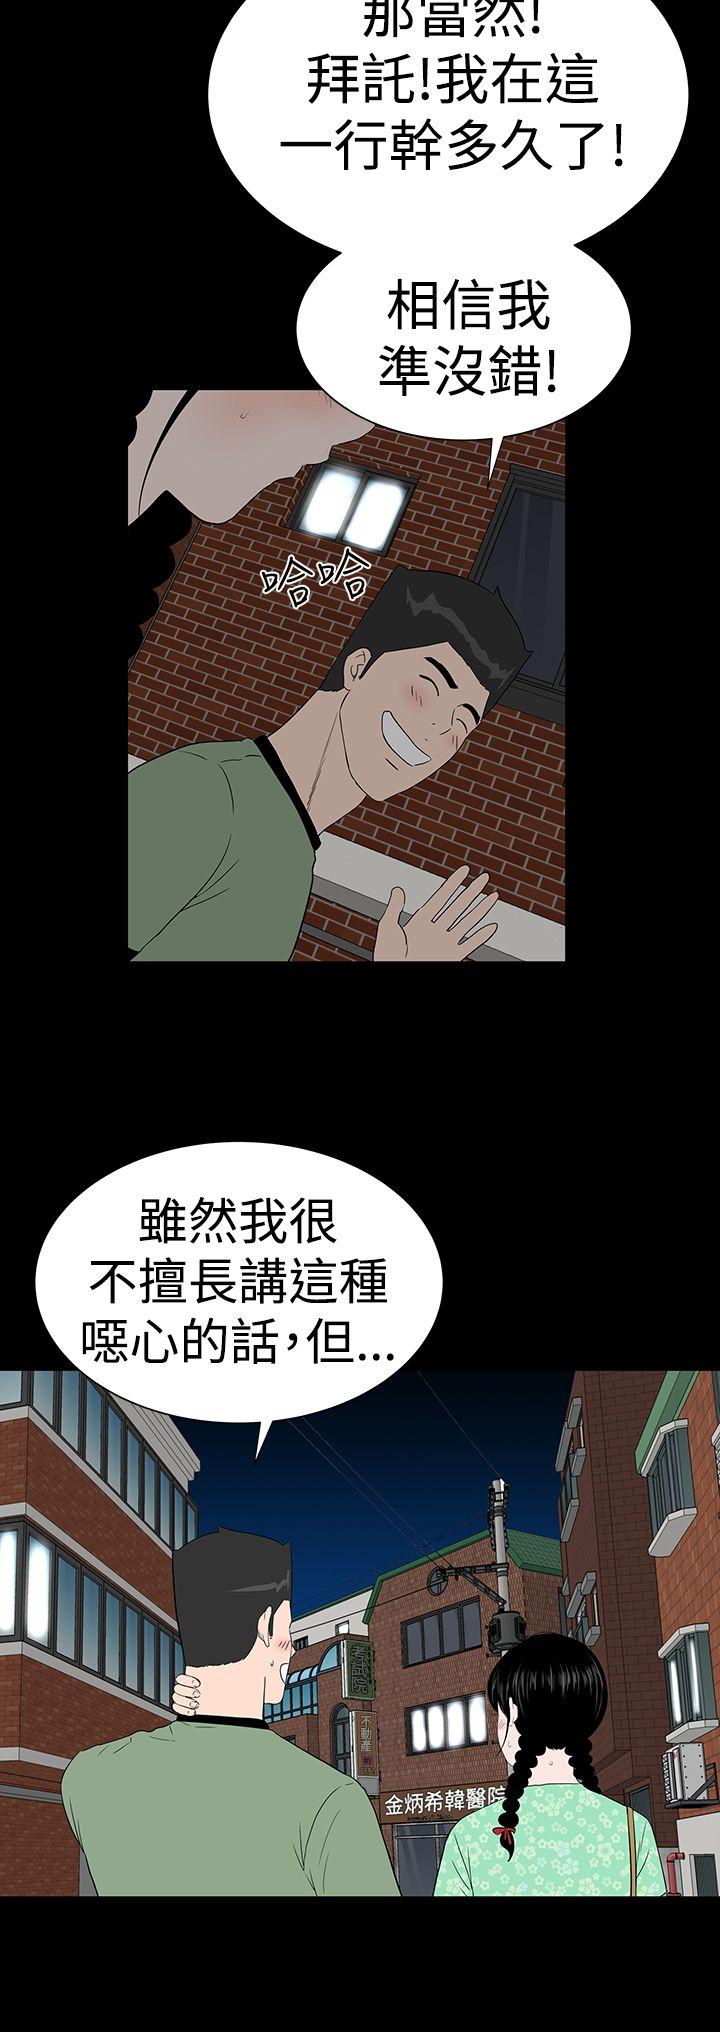 那當然!
拜託!我在這
一行幹多久了!
相信我
準沒錯!
哈哈
雖然我很
不擅長講這種
噁心的話,但...
考試院
不動產
金炳希韓醫院